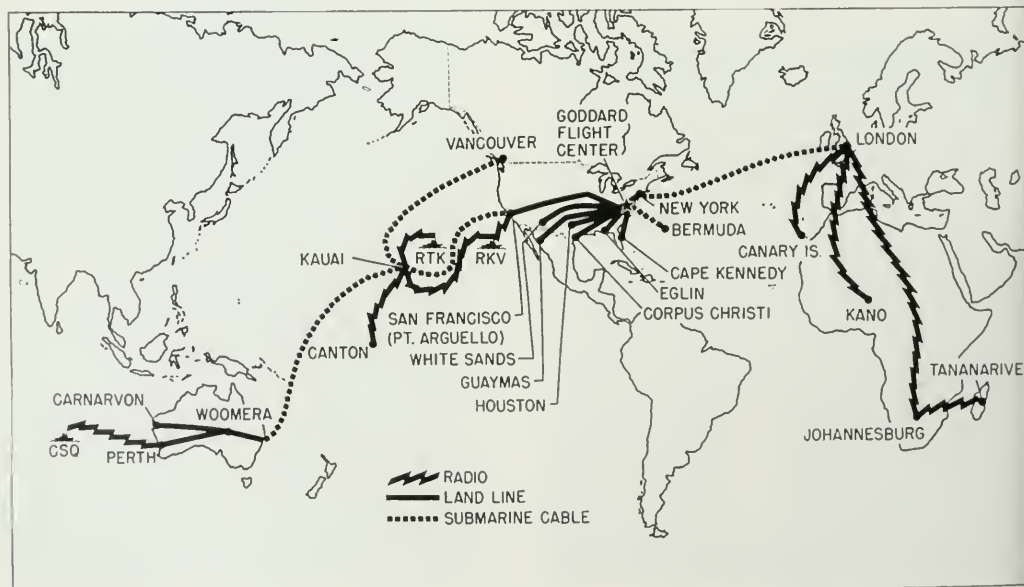 GODDARD
FLIGHT
CENTER
VANCOUVER
LONDON
NEW YORK
BERMUDA
CANARY IS.
KAUAI
RTK
RKV
CAPE KENNEDY
EGLIN
CORPUS CHRISTI
KANO
SAN FRANCISCO
(PT. ARGUELLO)
CANTON
WHITE SANDS
GUAYMAS
HOUSTON
TANANARIVE
CARNARVON
WOOMERA
CSQ
PERTH
JOHANNESBURG
RADIO
LAND LINE
SUBMARINE CABLE